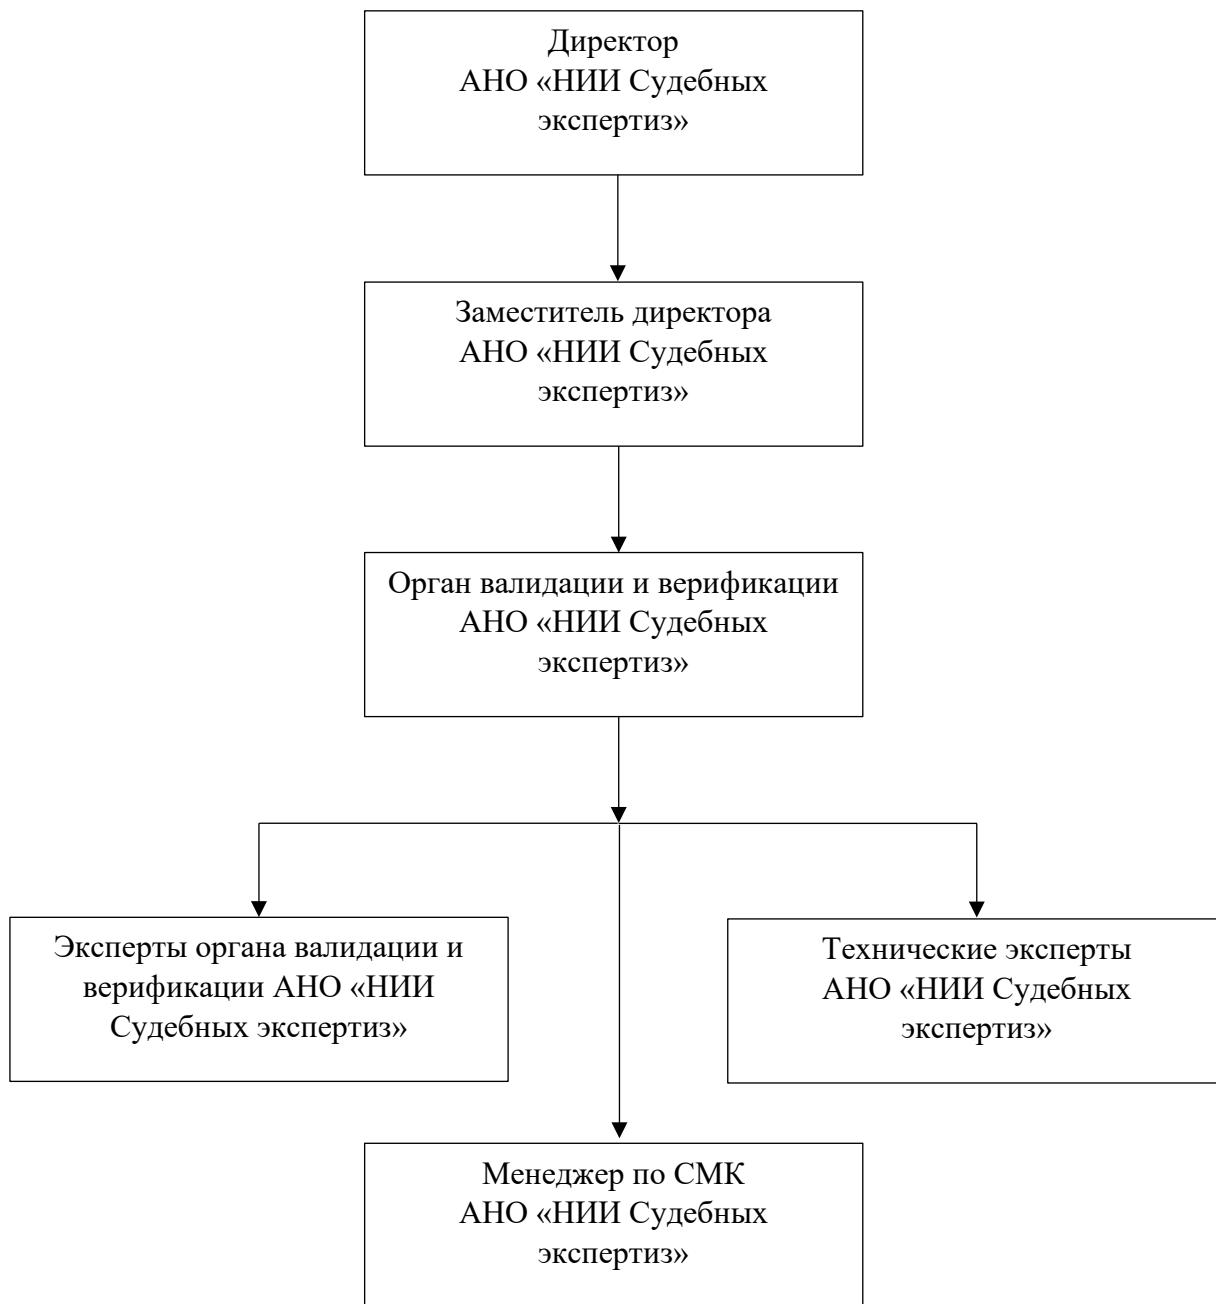 Директор
АНО «НИИ Судебных
экспертиз»
Заместитель директора
АНО «НИИ Судебных
экспертиз»
Орган валидации и верификации
АНО «НИИ Судебных
экспертиз»
Эксперты органа валидации и
верификации АНО «НИИ
Судебных экспертиз»
Технические эксперты
АНО «НИИ Судебных
экспертиз»
Менеджер по СМК
АНО «НИИ Судебных
экспертиз»